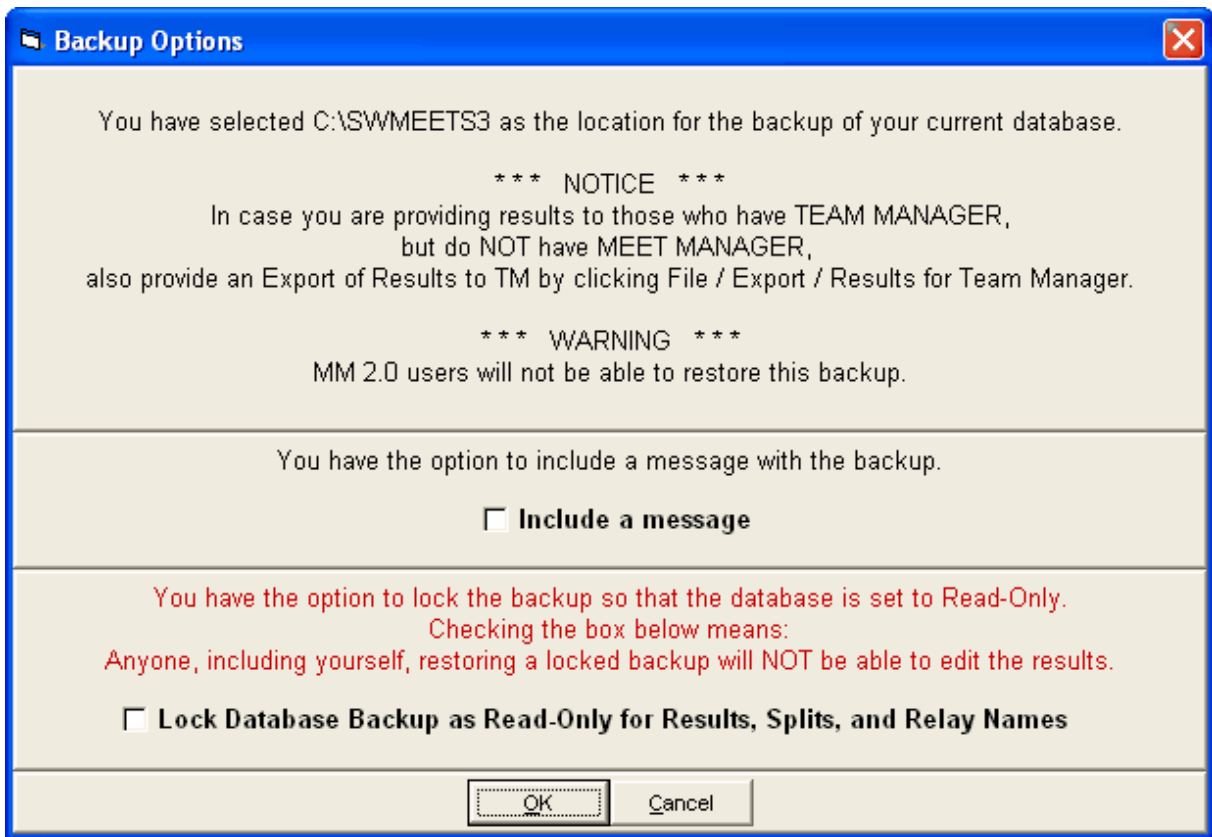 Backup Options
You have selected C:\SWMEETS3 as the location for the backup of your current database.
* * *   NOTICE   * * *
In case you are providing results to those who have TEAM MANAGER,
but do NOT have MEET MANAGER,
also provide an Export of Results to TM by clicking File / Export / Results for Team Manager.
* * *   WARNING   * * *
MM 2.0 users will not be able to restore this backup.
You have the option to include a message with the backup.
Include a message
You have the option to lock the backup so that the database is set to Read-Only.
Checking the box below means:
Anyone, including yourself, restoring a locked backup will NOT be able to edit the results.
Lock Database Backup as Read-Only for Results, Splits, and Relay Names
OK Cancel